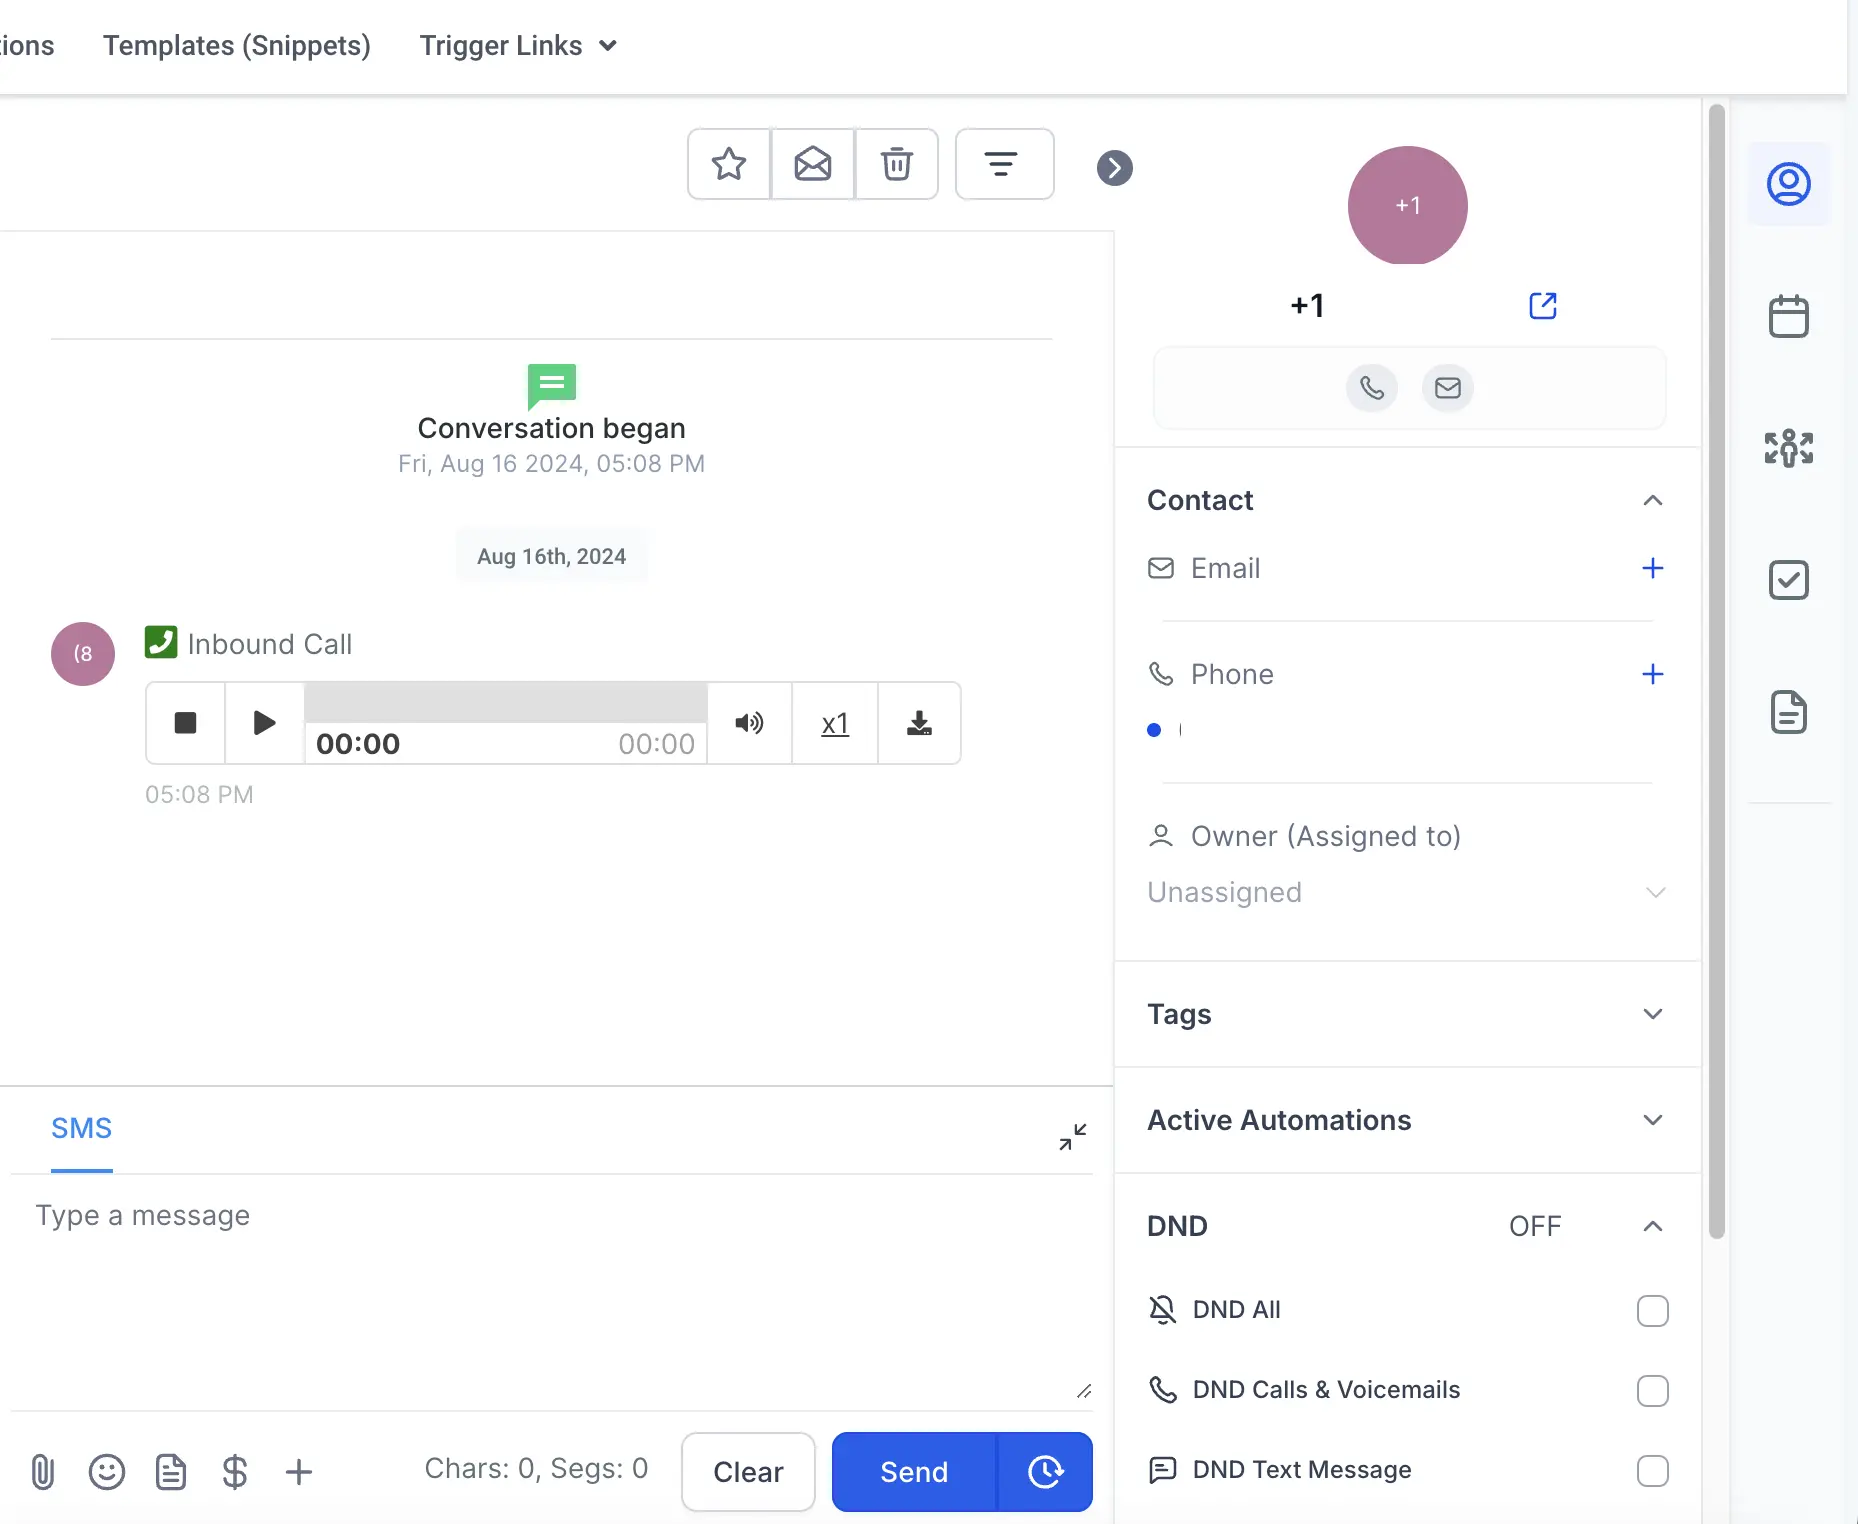 Templates (Snippets)
Trigger Links
Conversation began
Fri, Aug 16 2024, 05:08 PM
Aug 16th, 2024
(8
Inbound Call
00:00
00:00
x1
05:08 PM
SMS
Type a message
Chars: 0, Segs: 0
Clear
Send
+1
+1
Contact
Email
Phone
Owner (Assigned to)
Unassigned
Tags
Active Automations
DND
OFF
DND All
DND Calls & Voicemails
DND Text Message